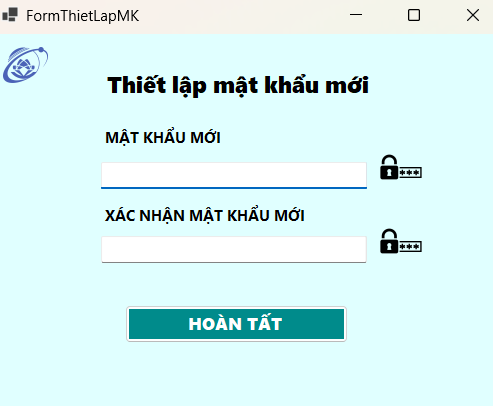 FormThietLapMK
Thiết lập mật khẩu mới
MẬT KHẨU MỚI
***
XÁC NHẬN MẬT KHẨU MỚI
***
HOÀN TẤT